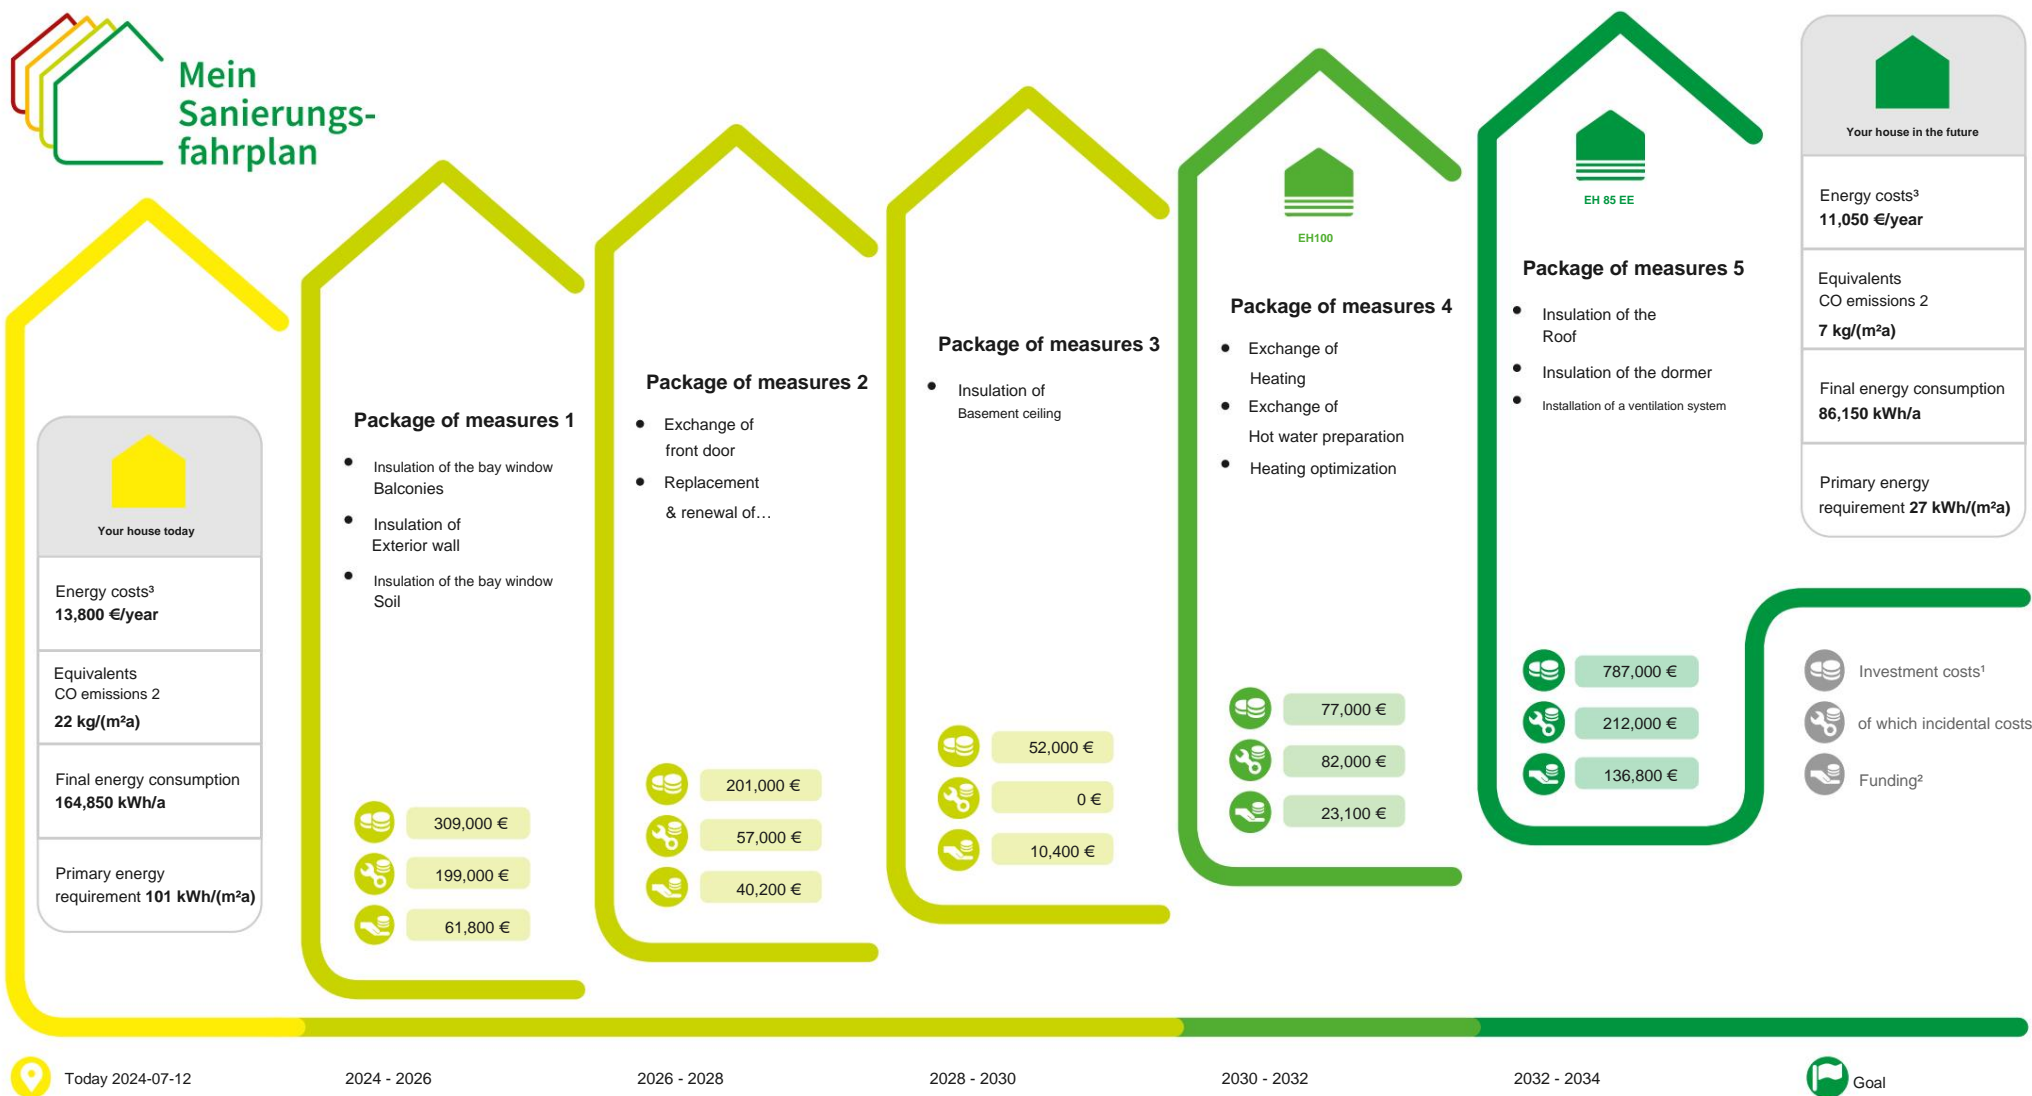 Mein
Sanierungs-
fahrplan
Your house today
Energy costs³
13,800 €/year
Equivalents
CO emissions 2
22 kg/(m²a)
Final energy consumption
164,850 kWh/a
Primary energy
requirement 101 kWh/(m²a)
Package of measures 1
• Insulation of the bay window
Balconies
• Insulation of
Exterior wall
• Insulation of the bay window
Soil
309,000 €
199,000 €
61,800 €
Package of measures 2
• Exchange of
front door
• Replacement
& renewal of…
201,000 €
57,000 €
40,200 €
Package of measures 3
• Insulation of
Basement ceiling
52,000 €
0 €
10,400 €
EH100
Package of measures 4
• Exchange of
Heating
• Exchange of
Hot water preparation
• Heating optimization
77,000 €
82,000 €
23,100 €
EH 85 EE
Package of measures 5
• Insulation of the
Roof
• Insulation of the dormer
• Installation of a ventilation system
787,000 €
212,000 €
136,800 €
Your house in the future
Energy costs³
11,050 €/year
Equivalents
CO emissions 2
7 kg/(m²a)
Final energy consumption
86,150 kWh/a
Primary energy
requirement 27 kWh/(m²a)
Investment costs¹
of which incidental costs
Funding²
Today 2024-07-12
2024 - 2026
2026 - 2028
2028 - 2030
2030 - 2032
2032 - 2034
Goal